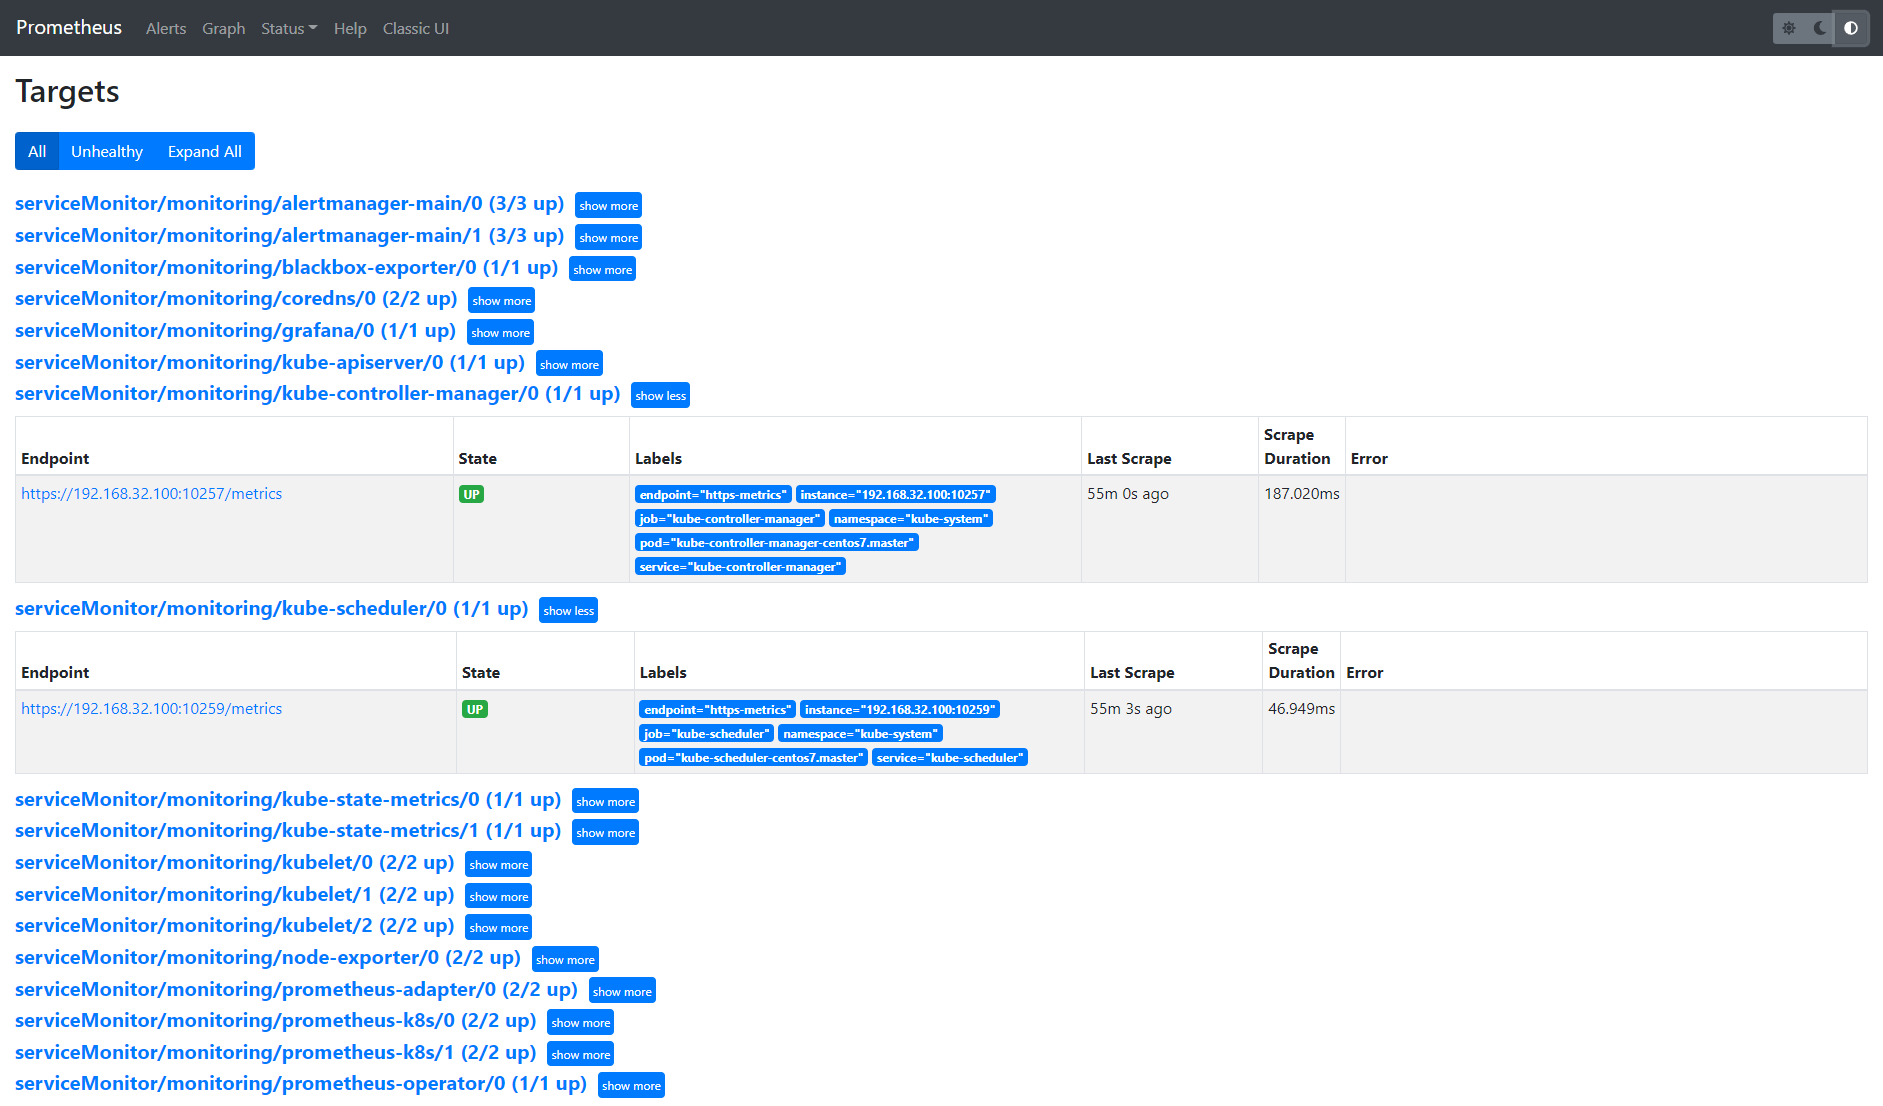 Prometheus Alerts Graph Status Help Classic UI
Targets
All Unhealthy Expand All
serviceMonitor/monitoring/alertmanager-main/0 (3/3 up) show more
serviceMonitor/monitoring/alertmanager-main/1 (3/3 up) show more
serviceMonitor/monitoring/blackbox-exporter/0 (1/1 up) show more
serviceMonitor/monitoring/coredns/0 (2/2 up) show more
serviceMonitor/monitoring/grafana/0 (1/1 up) show more
serviceMonitor/monitoring/kube-apiserver/0 (1/1 up) show more
serviceMonitor/monitoring/kube-controller-manager/0 (1/1 up) show less
Endpoint State Labels Last Scrape Scrape Duration Error
https://192.168.32.100:10257/metrics UP endpoint="https-metrics" instance="192.168.32.100:10257" 55m 0s ago 187.020ms
job="kube-controller-manager" namespace="kube-system"
pod="kube-controller-manager-centos7.master"
service="kube-controller-manager"
serviceMonitor/monitoring/kube-scheduler/0 (1/1 up) show less
Endpoint State Labels Last Scrape Scrape Duration Error
https://192.168.32.100:10259/metrics UP endpoint="https-metrics" instance="192.168.32.100:10259" 55m 3s ago 46.949ms
job="kube-scheduler" namespace="kube-system"
pod="kube-scheduler-centos7.master" service="kube-scheduler"
serviceMonitor/monitoring/kube-state-metrics/0 (1/1 up) show more
serviceMonitor/monitoring/kube-state-metrics/1 (1/1 up) show more
serviceMonitor/monitoring/kubelet/0 (2/2 up) show more
serviceMonitor/monitoring/kubelet/1 (2/2 up) show more
serviceMonitor/monitoring/kubelet/2 (2/2 up) show more
serviceMonitor/monitoring/node-exporter/0 (2/2 up) show more
serviceMonitor/monitoring/prometheus-adapter/0 (2/2 up) show more
serviceMonitor/monitoring/prometheus-k8s/0 (2/2 up) show more
serviceMonitor/monitoring/prometheus-k8s/1 (2/2 up) show more
serviceMonitor/monitoring/prometheus-operator/0 (1/1 up) show more